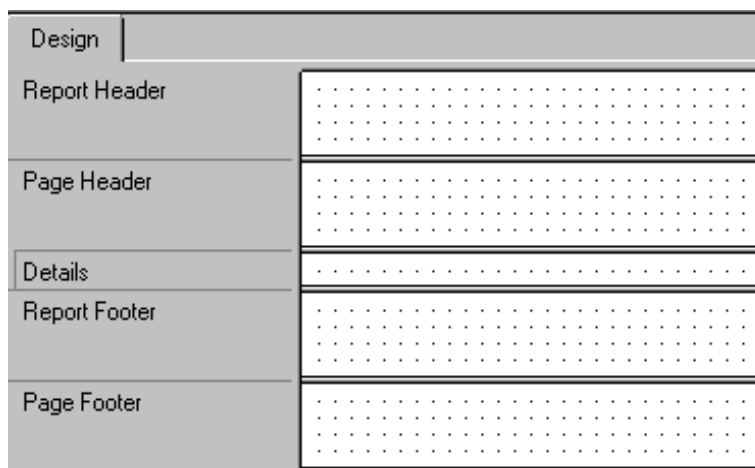 Design
Report Header
Page Header
Details
Report Footer
Page Footer